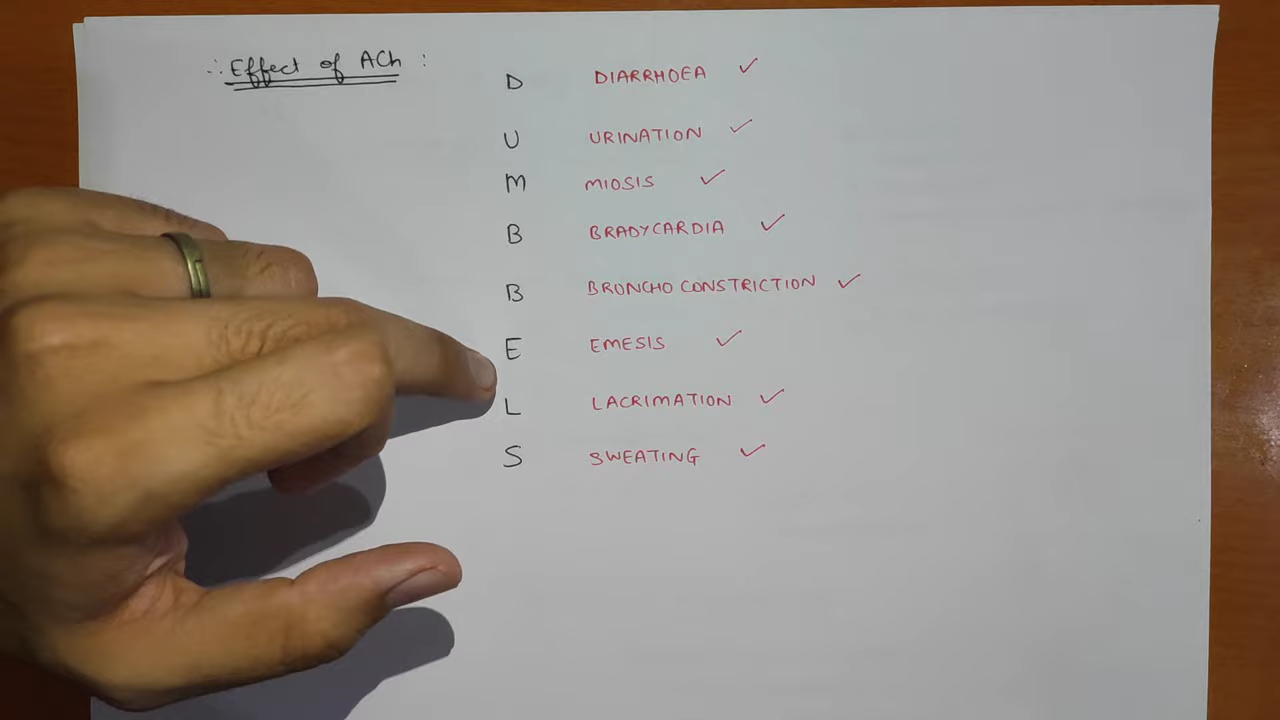 ∴ Effect of ACh :
D DIARRHOEA ✓
U URINATION ✓
M MIOSIS ✓
B BRADYCARDIA ✓
B BRONCHO CONSTRICTION ✓
E EMESIS ✓
L LACRIMATION ✓
S SWEATING ✓